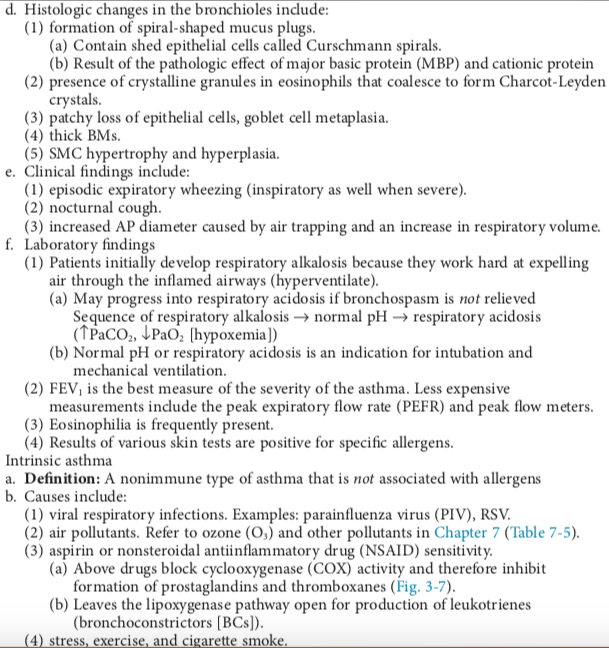 d. Histologic changes in the bronchioles include:
(1) formation of spiral-shaped mucus plugs.
(a) Contain shed epithelial cells called Curschmann spirals.
(b) Result of the pathologic effect of major basic protein (MBP) and cationic protein
(2) presence of crystalline granules in eosinophils that coalesce to form Charcot-Leyden
crystals.
(3) patchy loss of epithelial cells, goblet cell metaplasia.
(4) thick BMs.
(5) SMC hypertrophy and hyperplasia.
e. Clinical findings include:
(1) episodic expiratory wheezing (inspiratory as well when severe).
(2) nocturnal cough.
(3) increased AP diameter caused by air trapping and an increase in respiratory volume.
f. Laboratory findings
(1) Patients initially develop respiratory alkalosis because they work hard at expelling
air through the inflamed airways (hyperventilate).
(a) May progress into respiratory acidosis if bronchospasm is not relieved
Sequence of respiratory alkalosis → normal pH → respiratory acidosis
(↑PaCO₂, ↓PaO₂ [hypoxemia])
(b) Normal pH or respiratory acidosis is an indication for intubation and
mechanical ventilation.
(2) FEV₁ is the best measure of the severity of the asthma. Less expensive
measurements include the peak expiratory flow rate (PEFR) and peak flow meters.
(3) Eosinophilia is frequently present.
(4) Results of various skin tests are positive for specific allergens.
Intrinsic asthma
a. Definition: A nonimmune type of asthma that is not associated with allergens
b. Causes include:
(1) viral respiratory infections. Examples: parainfluenza virus (PIV), RSV.
(2) air pollutants. Refer to ozone (O₃) and other pollutants in Chapter 7 (Table 7-5).
(3) aspirin or nonsteroidal antiinflammatory drug (NSAID) sensitivity.
(a) Above drugs block cyclooxygenase (COX) activity and therefore inhibit
formation of prostaglandins and thromboxanes (Fig. 3-7).
(b) Leaves the lipoxygenase pathway open for production of leukotrienes
(bronchoconstrictors [BCs]).
(4) stress, exercise, and cigarette smoke.